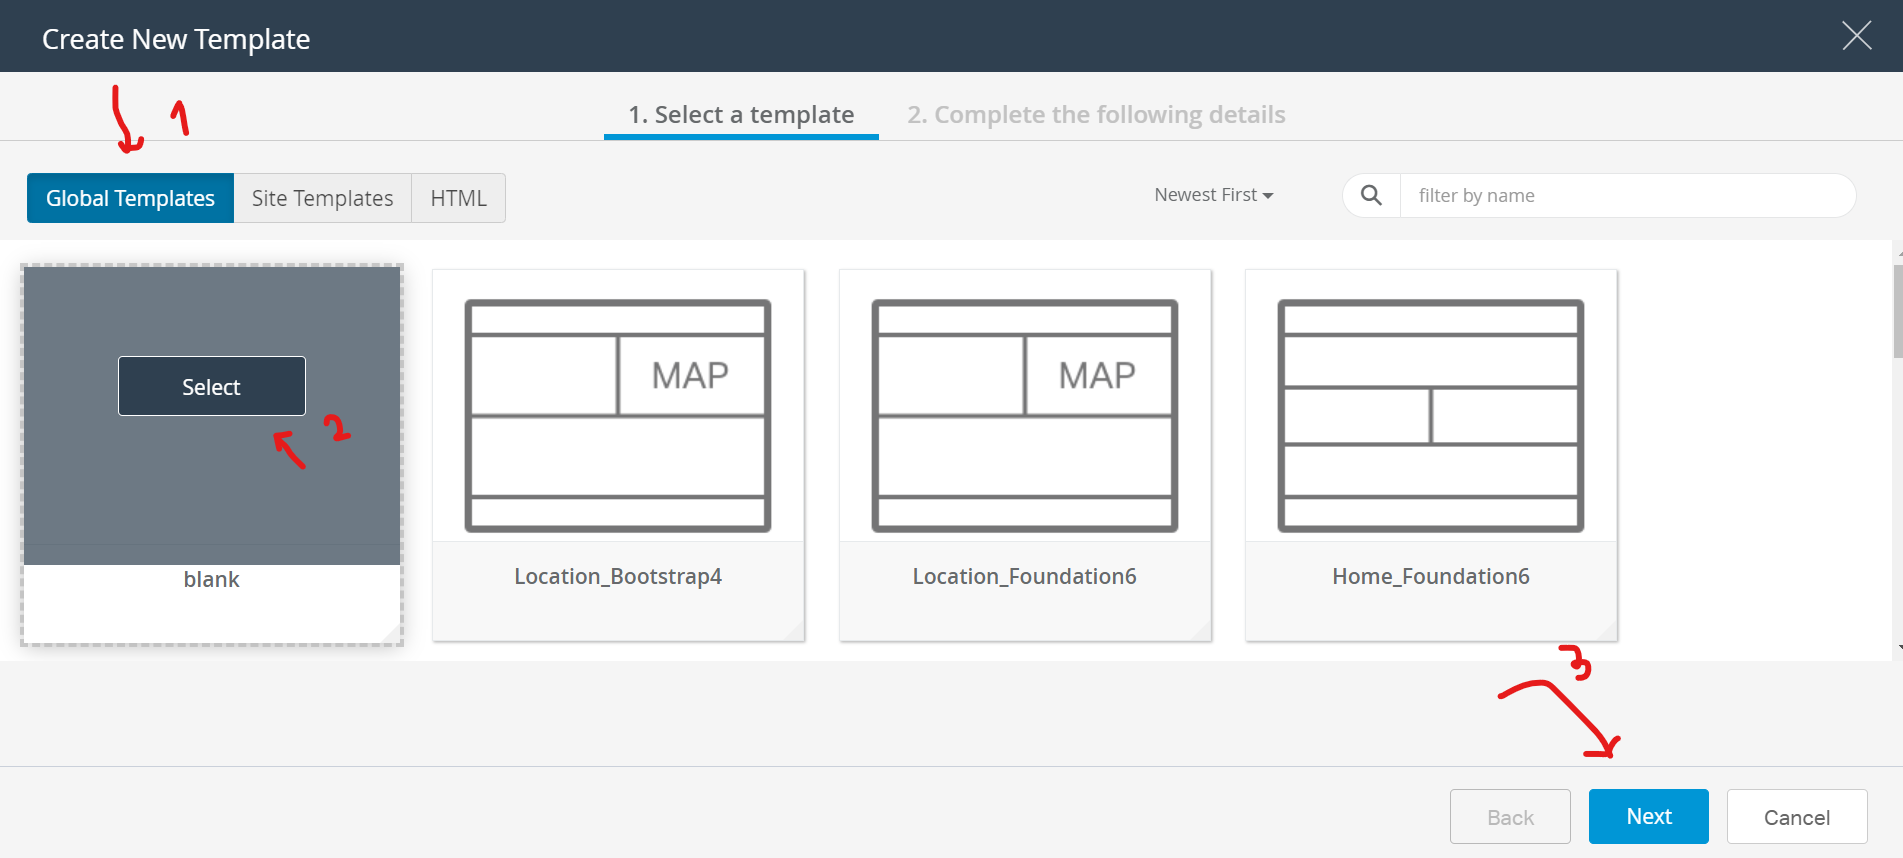 Create New Template
1
1. Select a template 2. Complete the following details
Global Templates Site Templates HTML Newest First filter by name
Select
2
MAP
MAP
blank
Location_Bootstrap4
Location_Foundation6
Home_Foundation6
3
Back Next Cancel